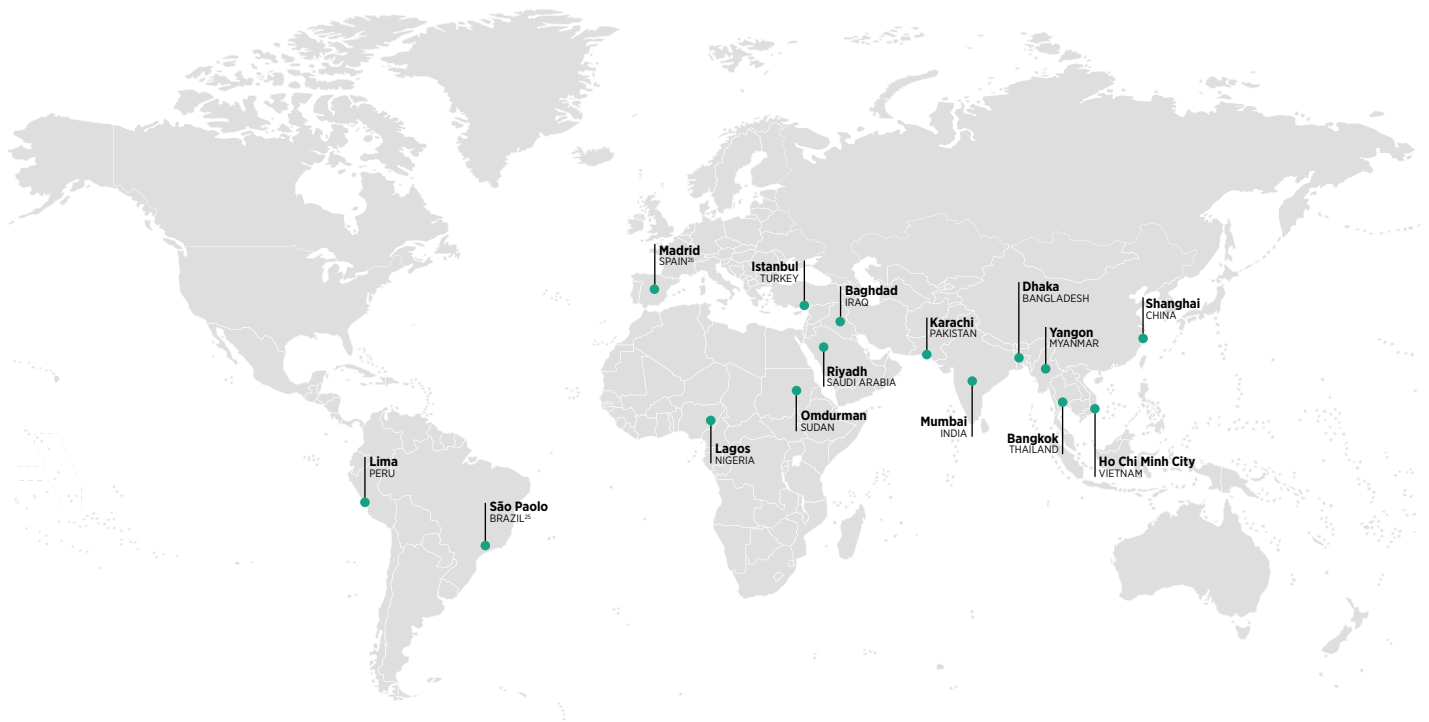 Madrid
SPAIN²⁶
Istanbul
TURKEY
Baghdad
IRAQ
Karachi
PAKISTAN
Dhaka
BANGLADESH
Yangon
MYANMAR
Shanghai
CHINA
Riyadh
SAUDI ARABIA
Omdurman
SUDAN
Lagos
NIGERIA
Mumbai
INDIA
Bangkok
THAILAND
Ho Chi Minh City
VIETNAM
Lima
PERU
São Paolo
BRAZIL²⁵